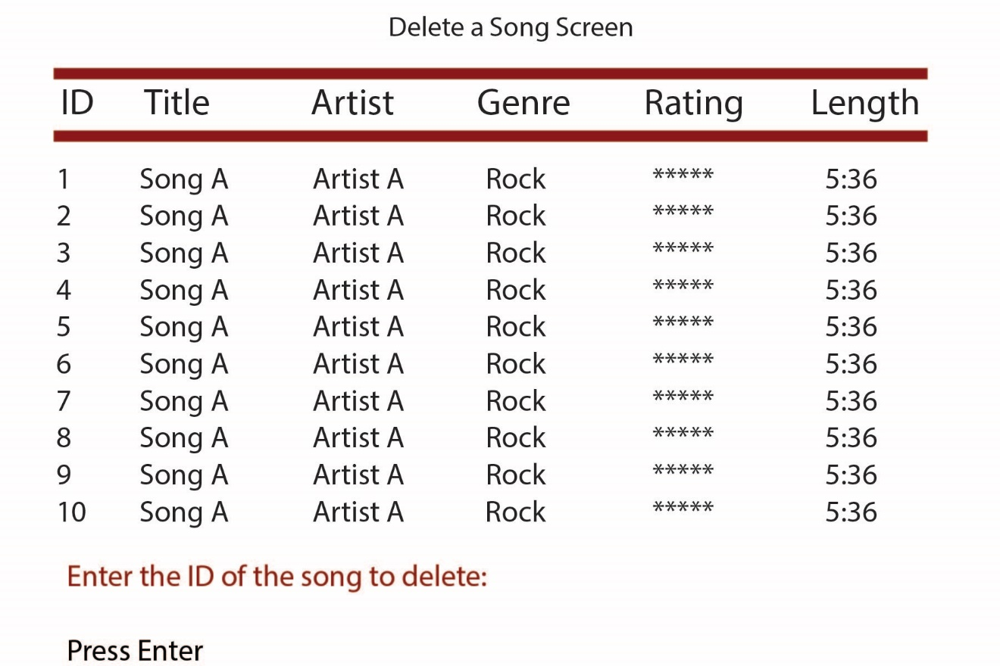 Delete a Song Screen
ID Title Artist Genre Rating Length
1 Song A Artist A Rock ***** 5:36
2 Song A Artist A Rock ***** 5:36
3 Song A Artist A Rock ***** 5:36
4 Song A Artist A Rock ***** 5:36
5 Song A Artist A Rock ***** 5:36
6 Song A Artist A Rock ***** 5:36
7 Song A Artist A Rock ***** 5:36
8 Song A Artist A Rock ***** 5:36
9 Song A Artist A Rock ***** 5:36
10 Song A Artist A Rock ***** 5:36
Enter the ID of the song to delete:
Press Enter